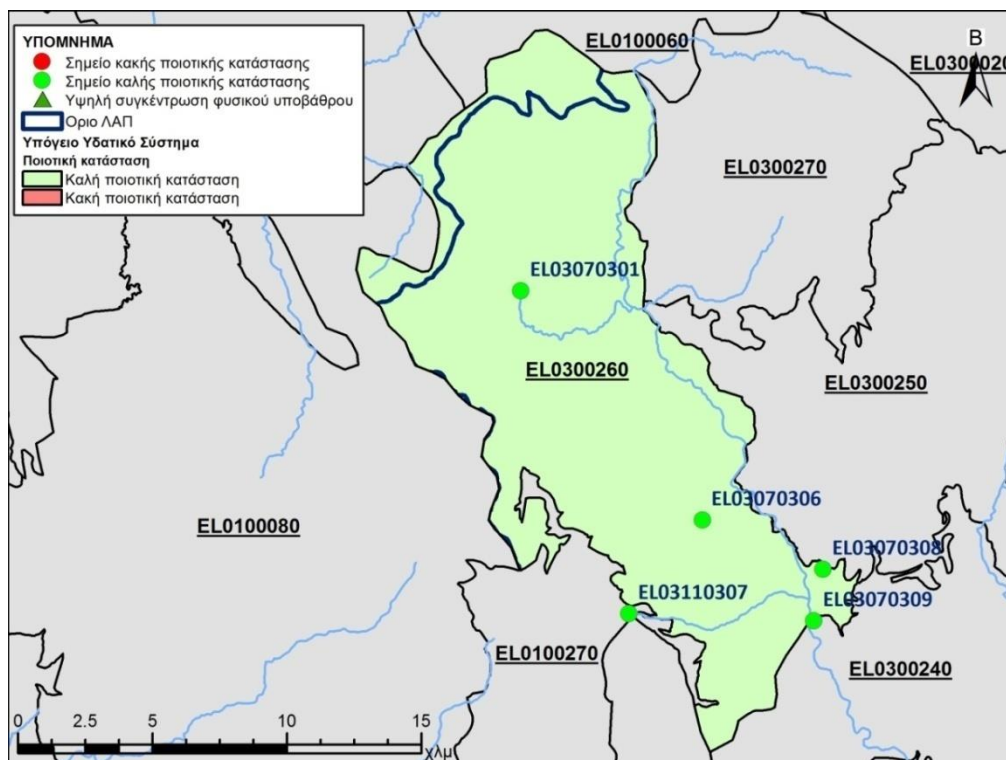 ΥΠΟΜΝΗΜΑ
Σημείο κακής ποιοτικής κατάστασης
Σημείο καλής ποιοτικής κατάστασης
Υψηλή συγκέντρωση φυσικού υποβάθρου
Οριο ΛΑΠ
Υπόγειο Υδατικό Σύστημα
Ποιοτική κατάσταση
Καλή ποιοτική κατάσταση
Κακή ποιοτική κατάσταση
EL0100060
Β
EL030020
EL0300270
EL03070301
EL0300260
EL0300250
EL03070306
EL0100080
EL03070308
EL03110307
EL03070309
EL0100270
EL0300240
0 2.5 5 10 15
χλμ